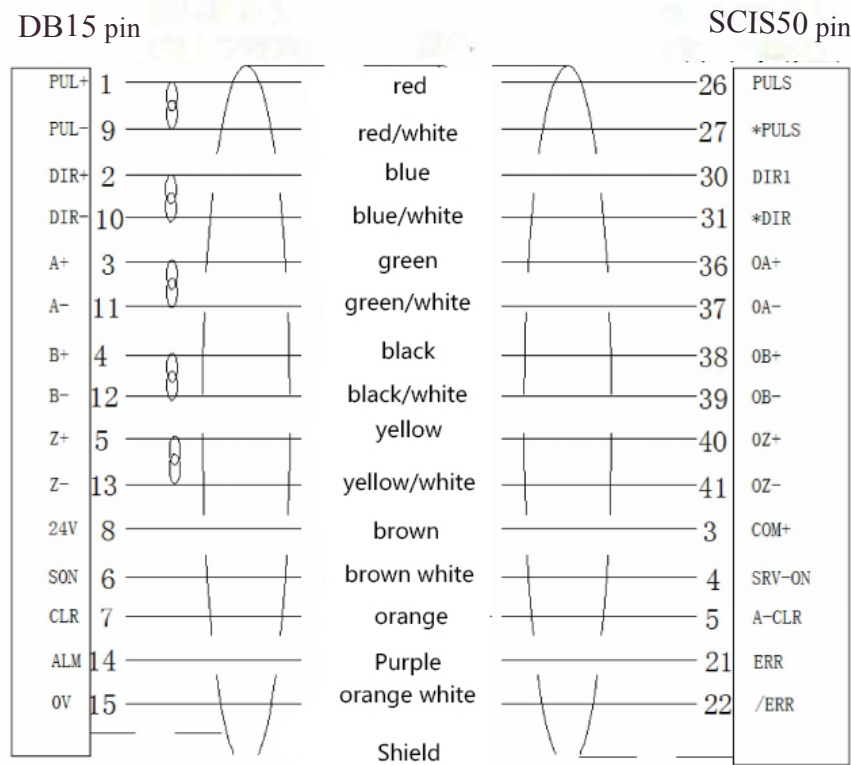 DB15 pin SCIS50 pin
PUL+ 1 red 26 PULS
PUL- 9 red/white 27 *PULS
DIR+ 2 blue 30 DIR1
DIR- 10 blue/white 31 *DIR
A+ 3 green 36 OA+
A- 11 green/white 37 OA-
B+ 4 black 38 OB+
B- 12 black/white 39 OB-
Z+ 5 yellow 40 OZ+
Z- 13 yellow/white 41 OZ-
24V 8 brown 3 COM+
SON 6 brown white 4 SRV-ON
CLR 7 orange 5 A-CLR
ALM 14 Purple 21 ERR
0V 15 orange white 22 /ERR
Shield